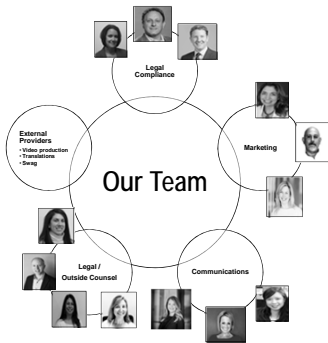 Legal
Compliance
External
Providers
• Video production
• Translations
• Swag
Marketing
Our Team
Legal /
Outside Counsel
Communications